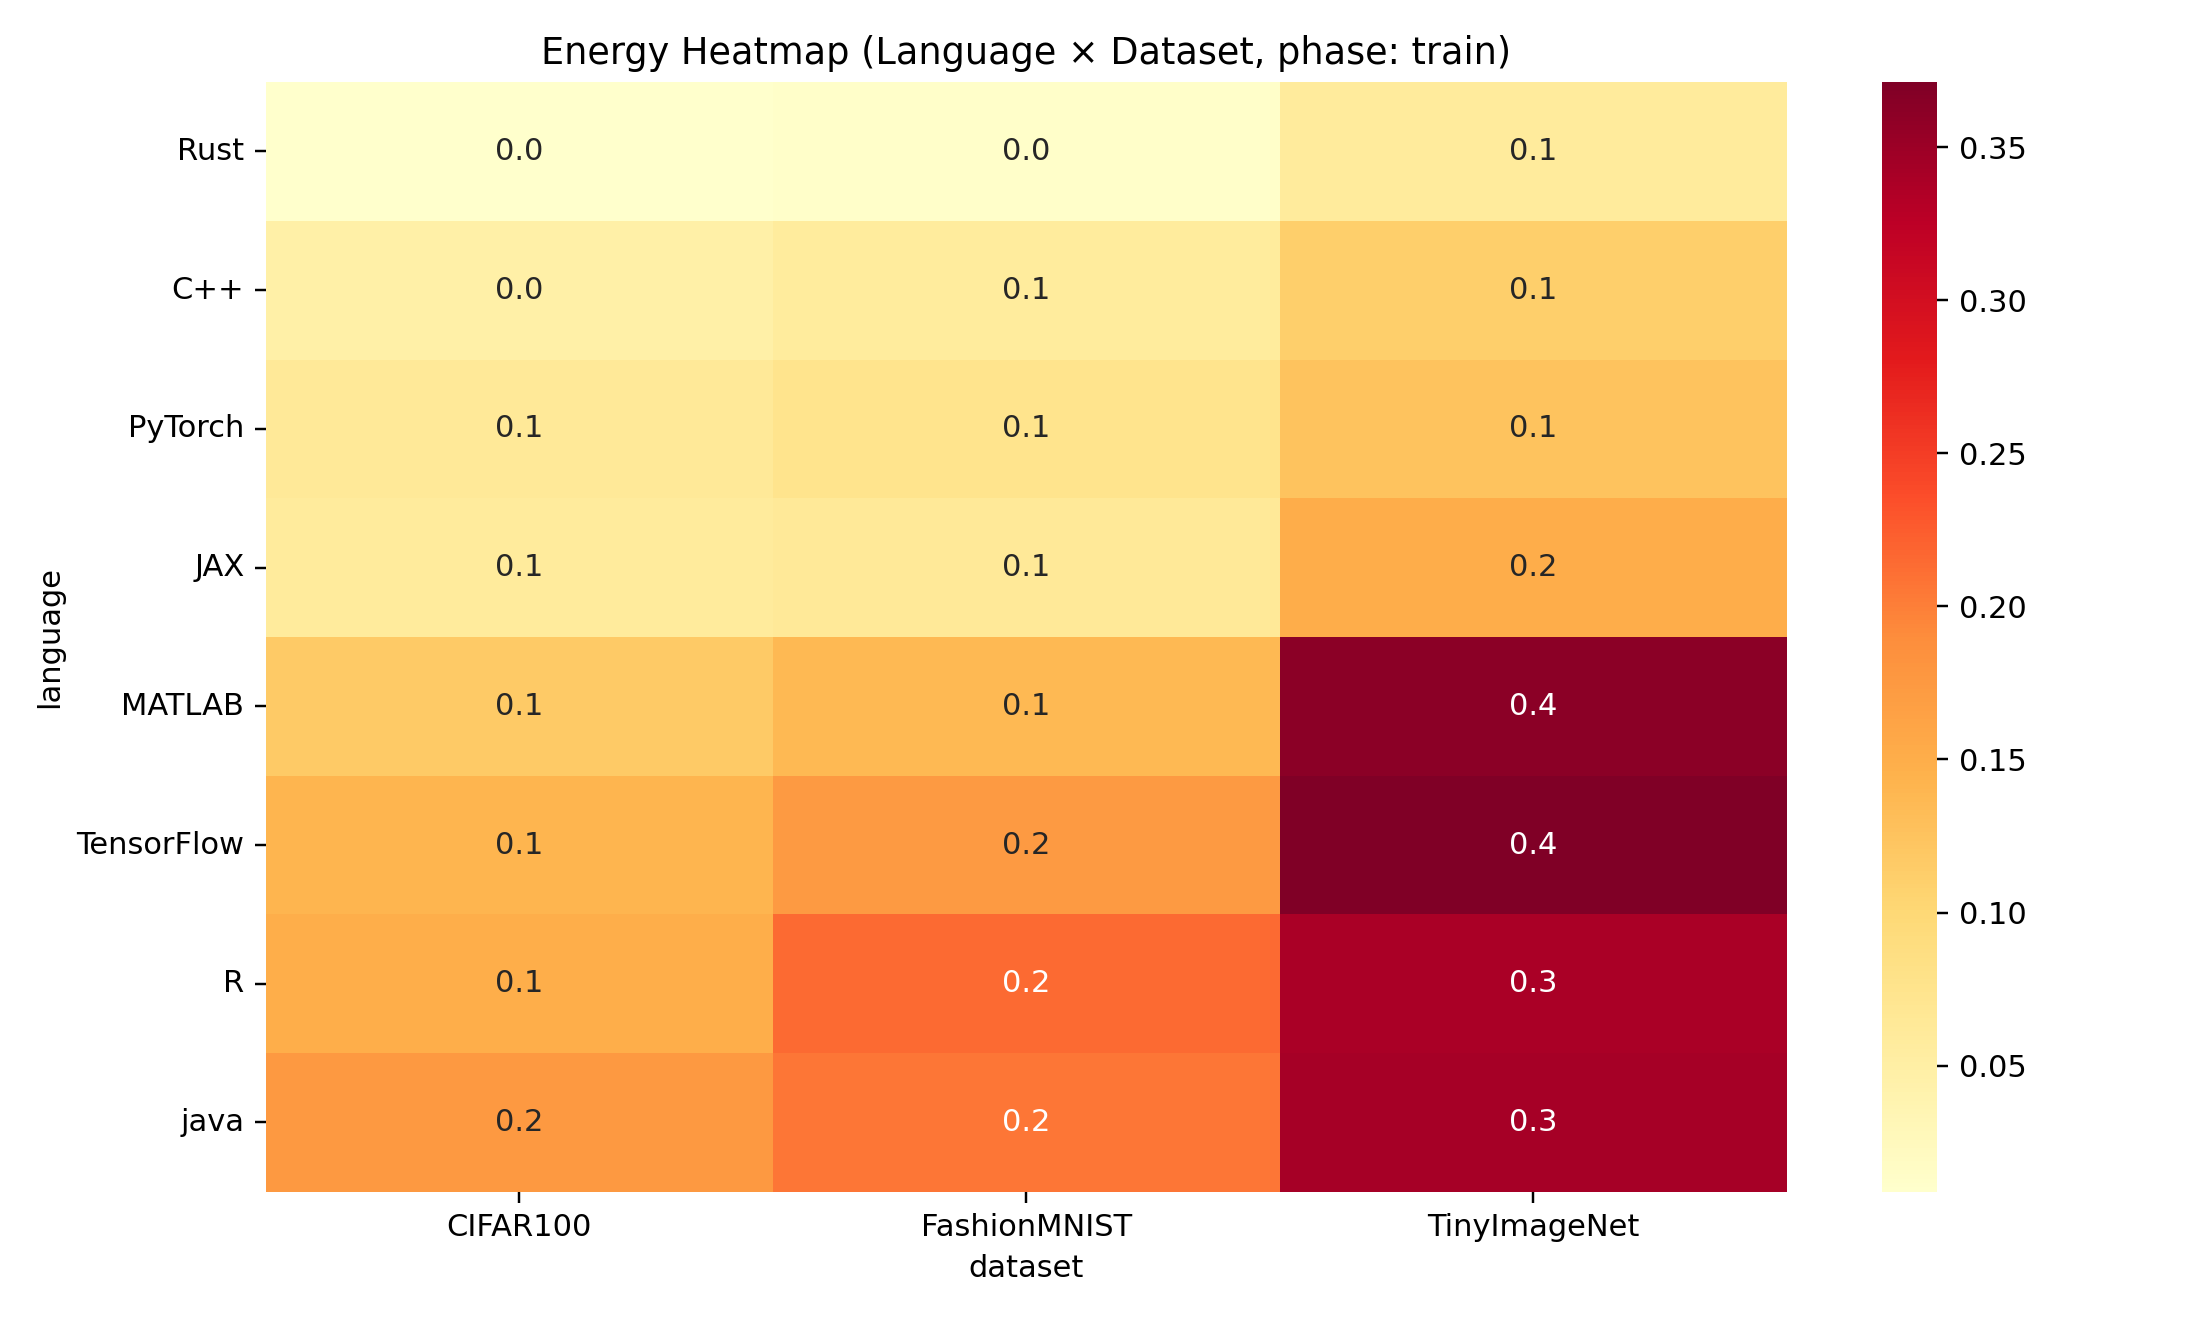 Energy Heatmap (Language × Dataset, phase: train)
Rust 0.0 0.0 0.1
C++ 0.0 0.1 0.1
PyTorch 0.1 0.1 0.1
JAX 0.1 0.1 0.2
MATLAB 0.1 0.1 0.4
TensorFlow 0.1 0.2 0.4
R 0.1 0.2 0.3
java 0.2 0.2 0.3
language
CIFAR100 FashionMNIST TinyImageNet
dataset
0.35
0.30
0.25
0.20
0.15
0.10
0.05